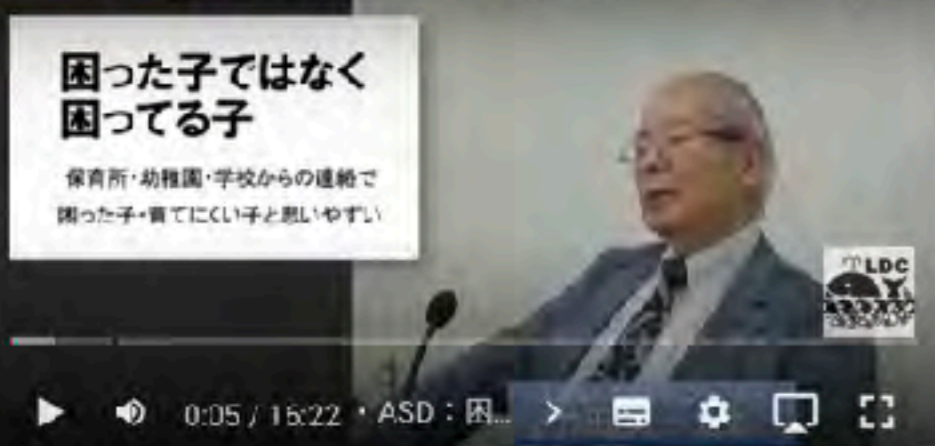 困った子ではなく
困ってる子
保育所・幼稚園・学校からの連絡で
困った子・育てにくい子と思いやすい
LDC
0:05 / 15:22 • ASD：困...